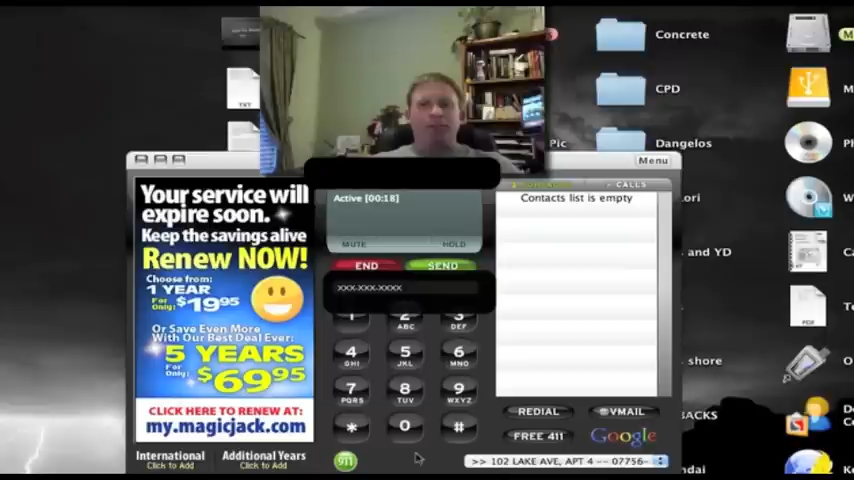 Concrete
CPD
TXT
Pic
Dangelos
Menu
CALLS
Your service will
expire soon.
Keep the savings alive
Renew NOW!
Choose from:
1 YEAR
For Only: $19.95
Or Save Even More
With Our Best Deal Ever:
5 YEARS
For Only: $69.95
CLICK HERE TO RENEW AT:
my.magicjack.com
International
Click to Add
Additional Years
Click to Add
Active [00:18]
MUTE
HOLD
END
SEND
XXX-XXX-XXXX
1
2
ABC
3
DEF
4
GHI
5
JKL
6
MNO
7
PQRS
8
TUV
9
WXYZ
*
0
#
911
Contacts list is empty
REDIAL
VMAIL
FREE 411
Google
>> 102 LAKE AVE, APT 4 -- 07756-
and YD
PDF
shore